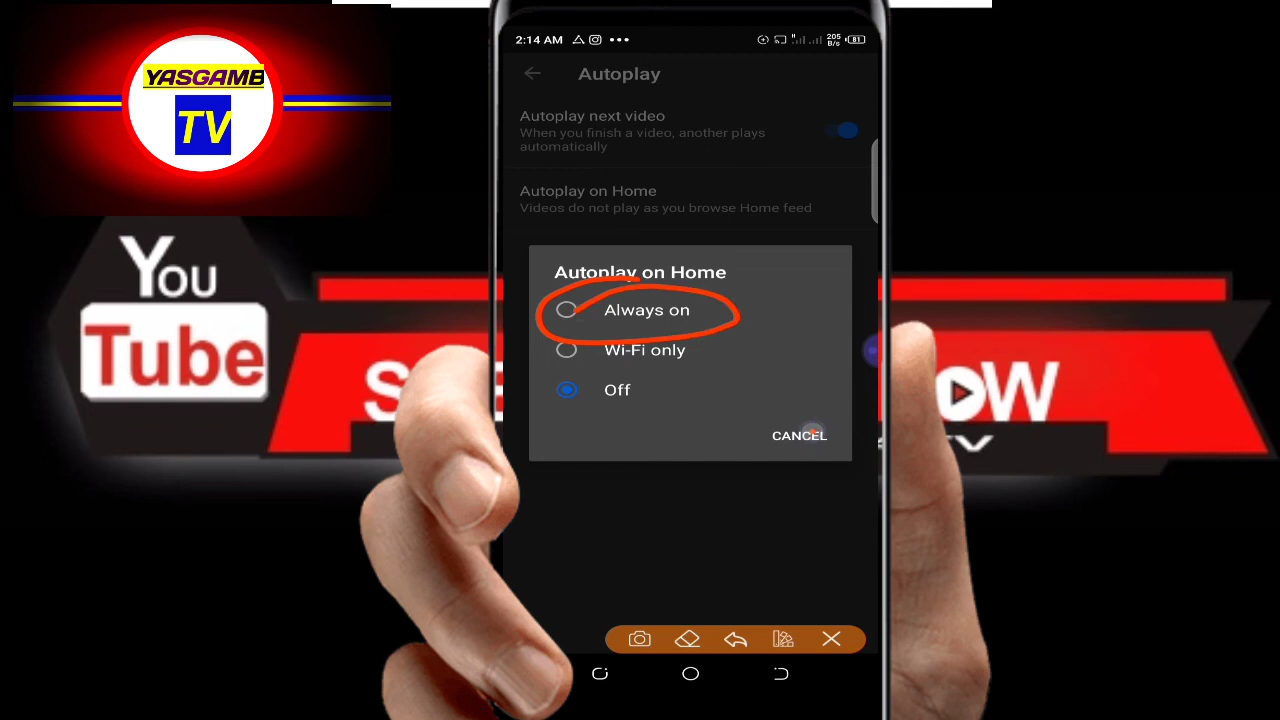 YASGAMB
TV
You
Tube
2:14 AM
205
B/s
81
Autoplay
Autoplay next video
When you finish a video, another plays
automatically
Autoplay on Home
Videos do not play as you browse Home feed
Autoplay on Home
Always on
Wi-Fi only
Off
CANCEL